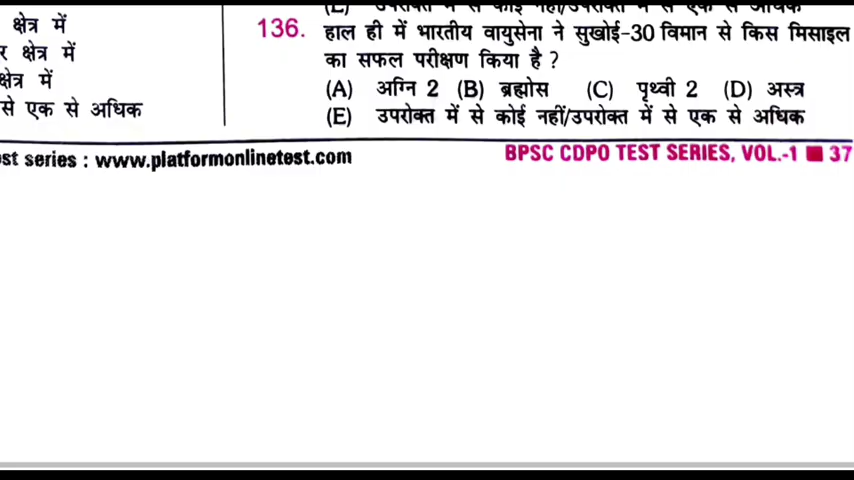 क्षेत्र में
र क्षेत्र में
क्षेत्र में
से एक से अधिक
136. हाल ही में भारतीय वायुसेना ने सुखोई-30 विमान से किस मिसाइल
का सफल परीक्षण किया है ?
(A) अग्नि 2 (B) ब्रह्मोस (C) पृथ्वी 2 (D) अस्त्र
(E) उपरोक्त में से कोई नहीं/उपरोक्त में से एक से अधिक
st series : www.platformonlinetest.com
BPSC CDPO TEST SERIES, VOL.-1 ■ 37